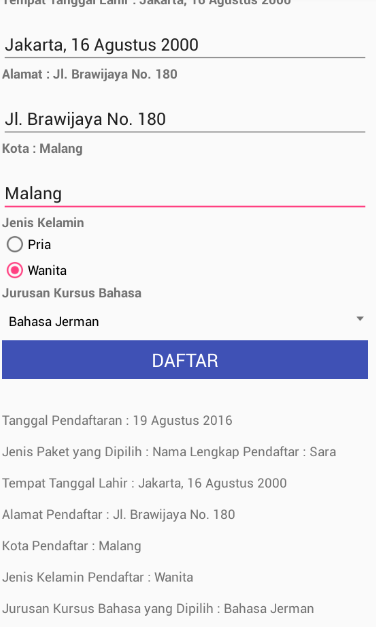 Tempat Tanggal Lahir : Jakarta, 16 Agustus 2000
Jakarta, 16 Agustus 2000
Alamat : Jl. Brawijaya No. 180
Jl. Brawijaya No. 180
Kota : Malang
Malang
Jenis Kelamin
Pria
Wanita
Jurusan Kursus Bahasa
Bahasa Jerman
DAFTAR
Tanggal Pendaftaran : 19 Agustus 2016
Jenis Paket yang Dipilih : Nama Lengkap Pendaftar : Sara
Tempat Tanggal Lahir : Jakarta, 16 Agustus 2000
Alamat Pendaftar : Jl. Brawijaya No. 180
Kota Pendaftar : Malang
Jenis Kelamin Pendaftar : Wanita
Jurusan Kursus Bahasa yang Dipilih : Bahasa Jerman